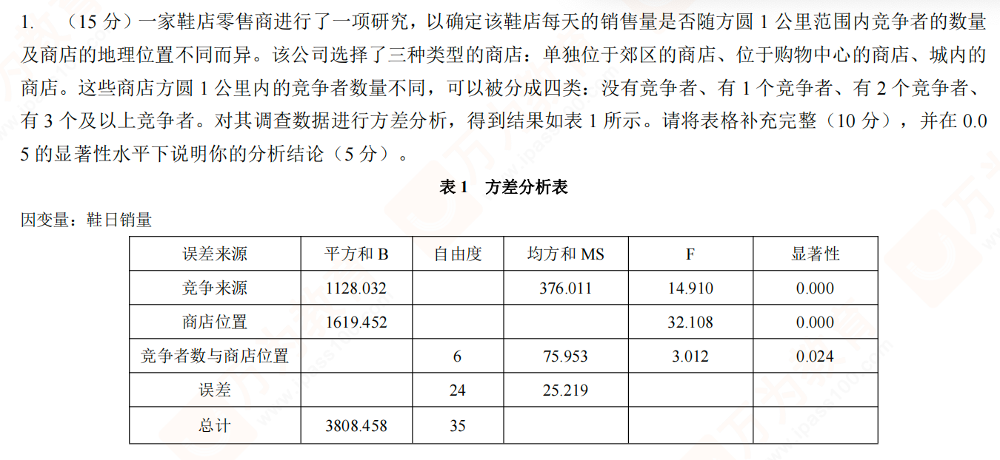 1. （15 分）一家鞋店零售商进行了一项研究，以确定该鞋店每天的销售量是否随方圆 1 公里范围内竞争者的数量
及商店的地理位置不同而异。该公司选择了三种类型的商店：单独位于郊区的商店、位于购物中心的商店、城内的
商店。这些商店方圆 1 公里内的竞争者数量不同，可以被分成四类：没有竞争者、有 1 个竞争者、有 2 个竞争者、
有 3 个及以上竞争者。对其调查数据进行方差分析，得到结果如表 1 所示。请将表格补充完整（10 分），并在 0.0
5 的显著性水平下说明你的分析结论（5 分）。
表 1 方差分析表
因变量：鞋日销量
误差来源 平方和 B 自由度 均方和 MS F 显著性
竞争来源 1128.032 376.011 14.910 0.000
商店位置 1619.452 32.108 0.000
竞争者数与商店位置 6 75.953 3.012 0.024
误差 24 25.219
总计 3808.458 35
万为教育
www.ipass100.com